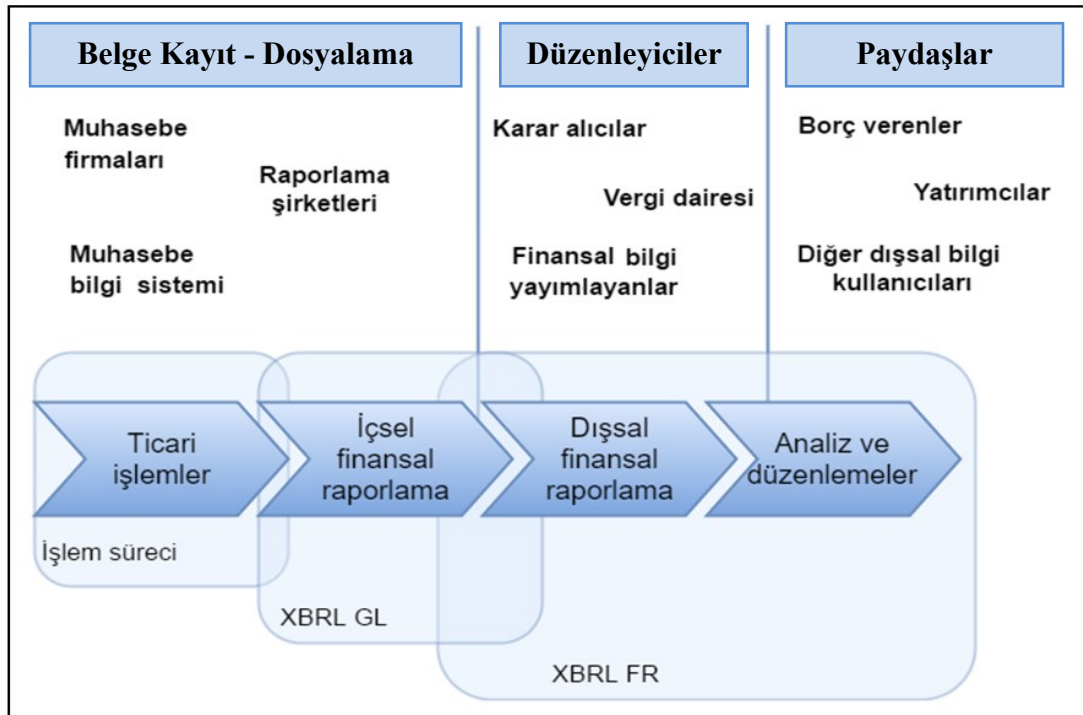 Belge Kayıt - Dosyalama
Düzenleyiciler
Paydaşlar
Muhasebe
firmaları
Raporlama
şirketleri
Muhasebe
bilgi sistemi
Karar alıcılar
Vergi dairesi
Finansal bilgi
yayımlayanlar
Borç verenler
Yatırımcılar
Diğer dışsal bilgi
kullanıcıları
Ticari
işlemler
İçsel
finansal
raporlama
Dışsal
finansal
raporlama
Analiz ve
düzenlemeler
İşlem süreci
XBRL GL
XBRL FR